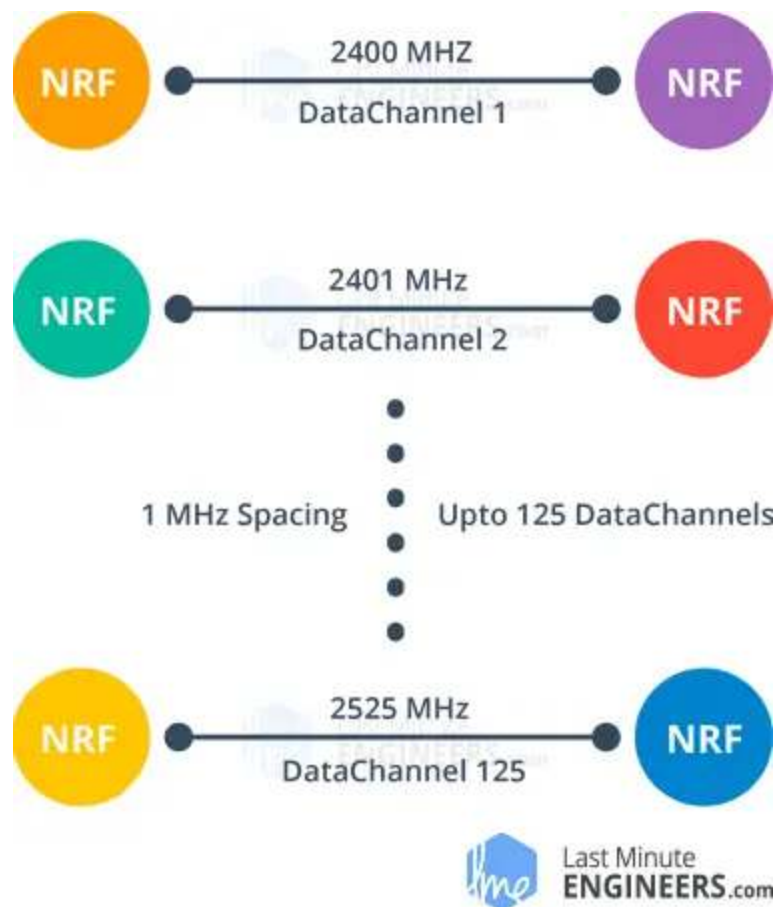 NRF 2400 MHZ NRF
DataChannel 1
NRF 2401 MHz NRF
DataChannel 2
1 MHz Spacing Upto 125 DataChannels
NRF 2525 MHz NRF
DataChannel 125
lme Last Minute
ENGINEERS.com